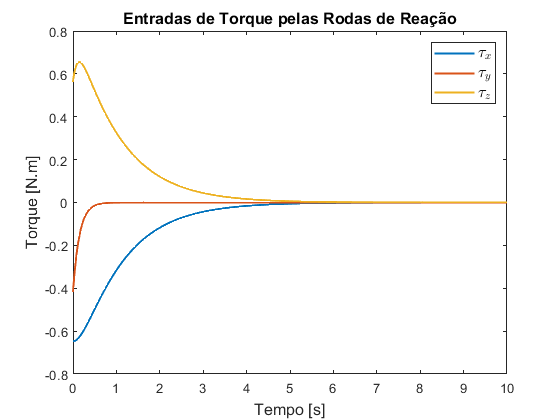 Entradas de Torque pelas Rodas de Reação
0.8
0.6
0.4
0.2
0
-0.2
-0.4
-0.6
-0.8
Torque [N.m]
τx
τy
τz
0 1 2 3 4 5 6 7 8 9 10
Tempo [s]